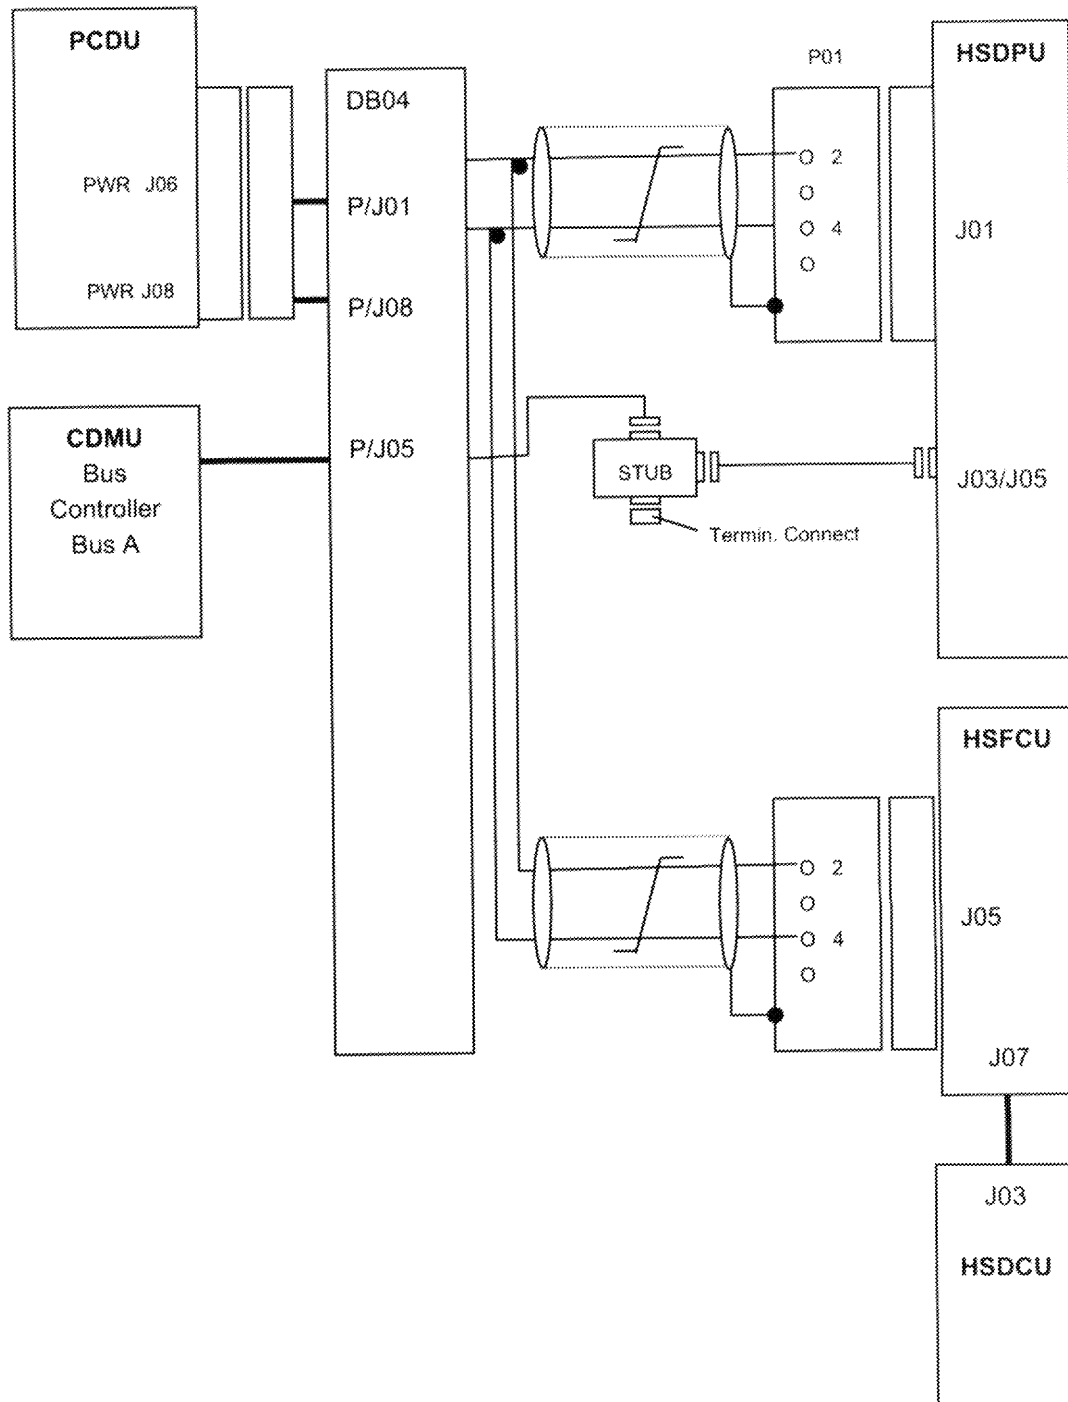 PCDU
PWR J06
PWR J08
DB04
P/J01
P/J08
P/J05
CDMU
Bus
Controller
Bus A
P01
2
4
HSDPU
J01
J03/J05
STUB
Termin. Connect
HSFCU
2
4
J05
J07
J03
HSDCU